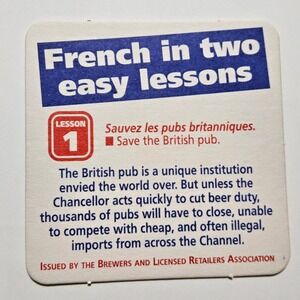 French in two
easy lessons
LESSON
1
Sauvez les pubs britanniques.
■ Save the British pub.
The British pub is a unique institution
envied the world over. But unless the
Chancellor acts quickly to cut beer duty,
thousands of pubs will have to close, unable
to compete with cheap, and often illegal,
imports from across the Channel.
ISSUED BY THE BREWERS AND LICENSED RETAILERS ASSOCIATION